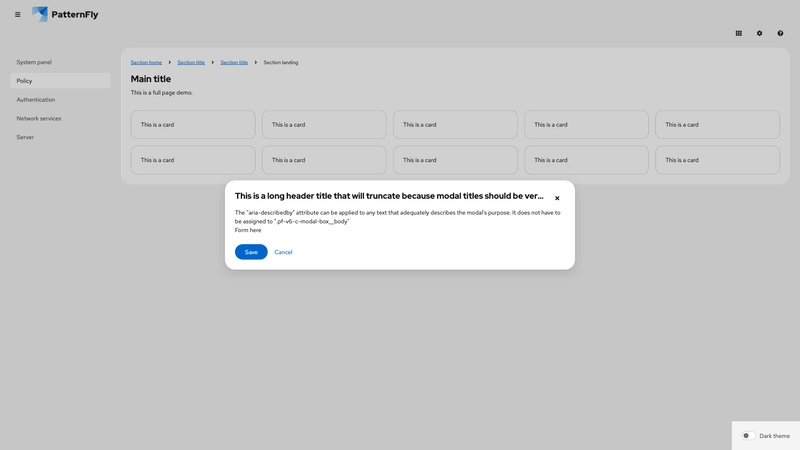 PatternFly
System panel
Policy
Authentication
Network services
Server
Section home
Section title
Section title
Section landing
Main title
This is a full page demo.
This is a card
This is a card
This is a card
This is a card
This is a card
This is a card
This is a card
This is a card
This is a card
This is a card
This is a long header title that will truncate because modal titles should be ver...
The "aria-describedby" attribute can be applied to any text that adequately describes the modal's purpose. It does not have to
be assigned to ".pf-v6-c-modal-box__body"
Form here
Save
Cancel
Dark theme